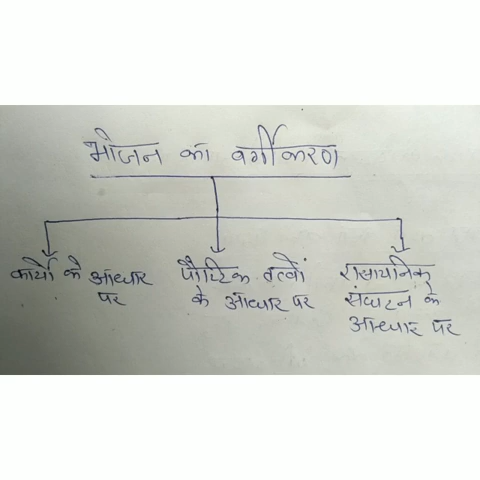 भोजन का वर्गीकरण
कार्यो के आधार
पर
पौष्टिक तत्वों
के आधार पर
रासायनिक
संघटन के
आधार पर